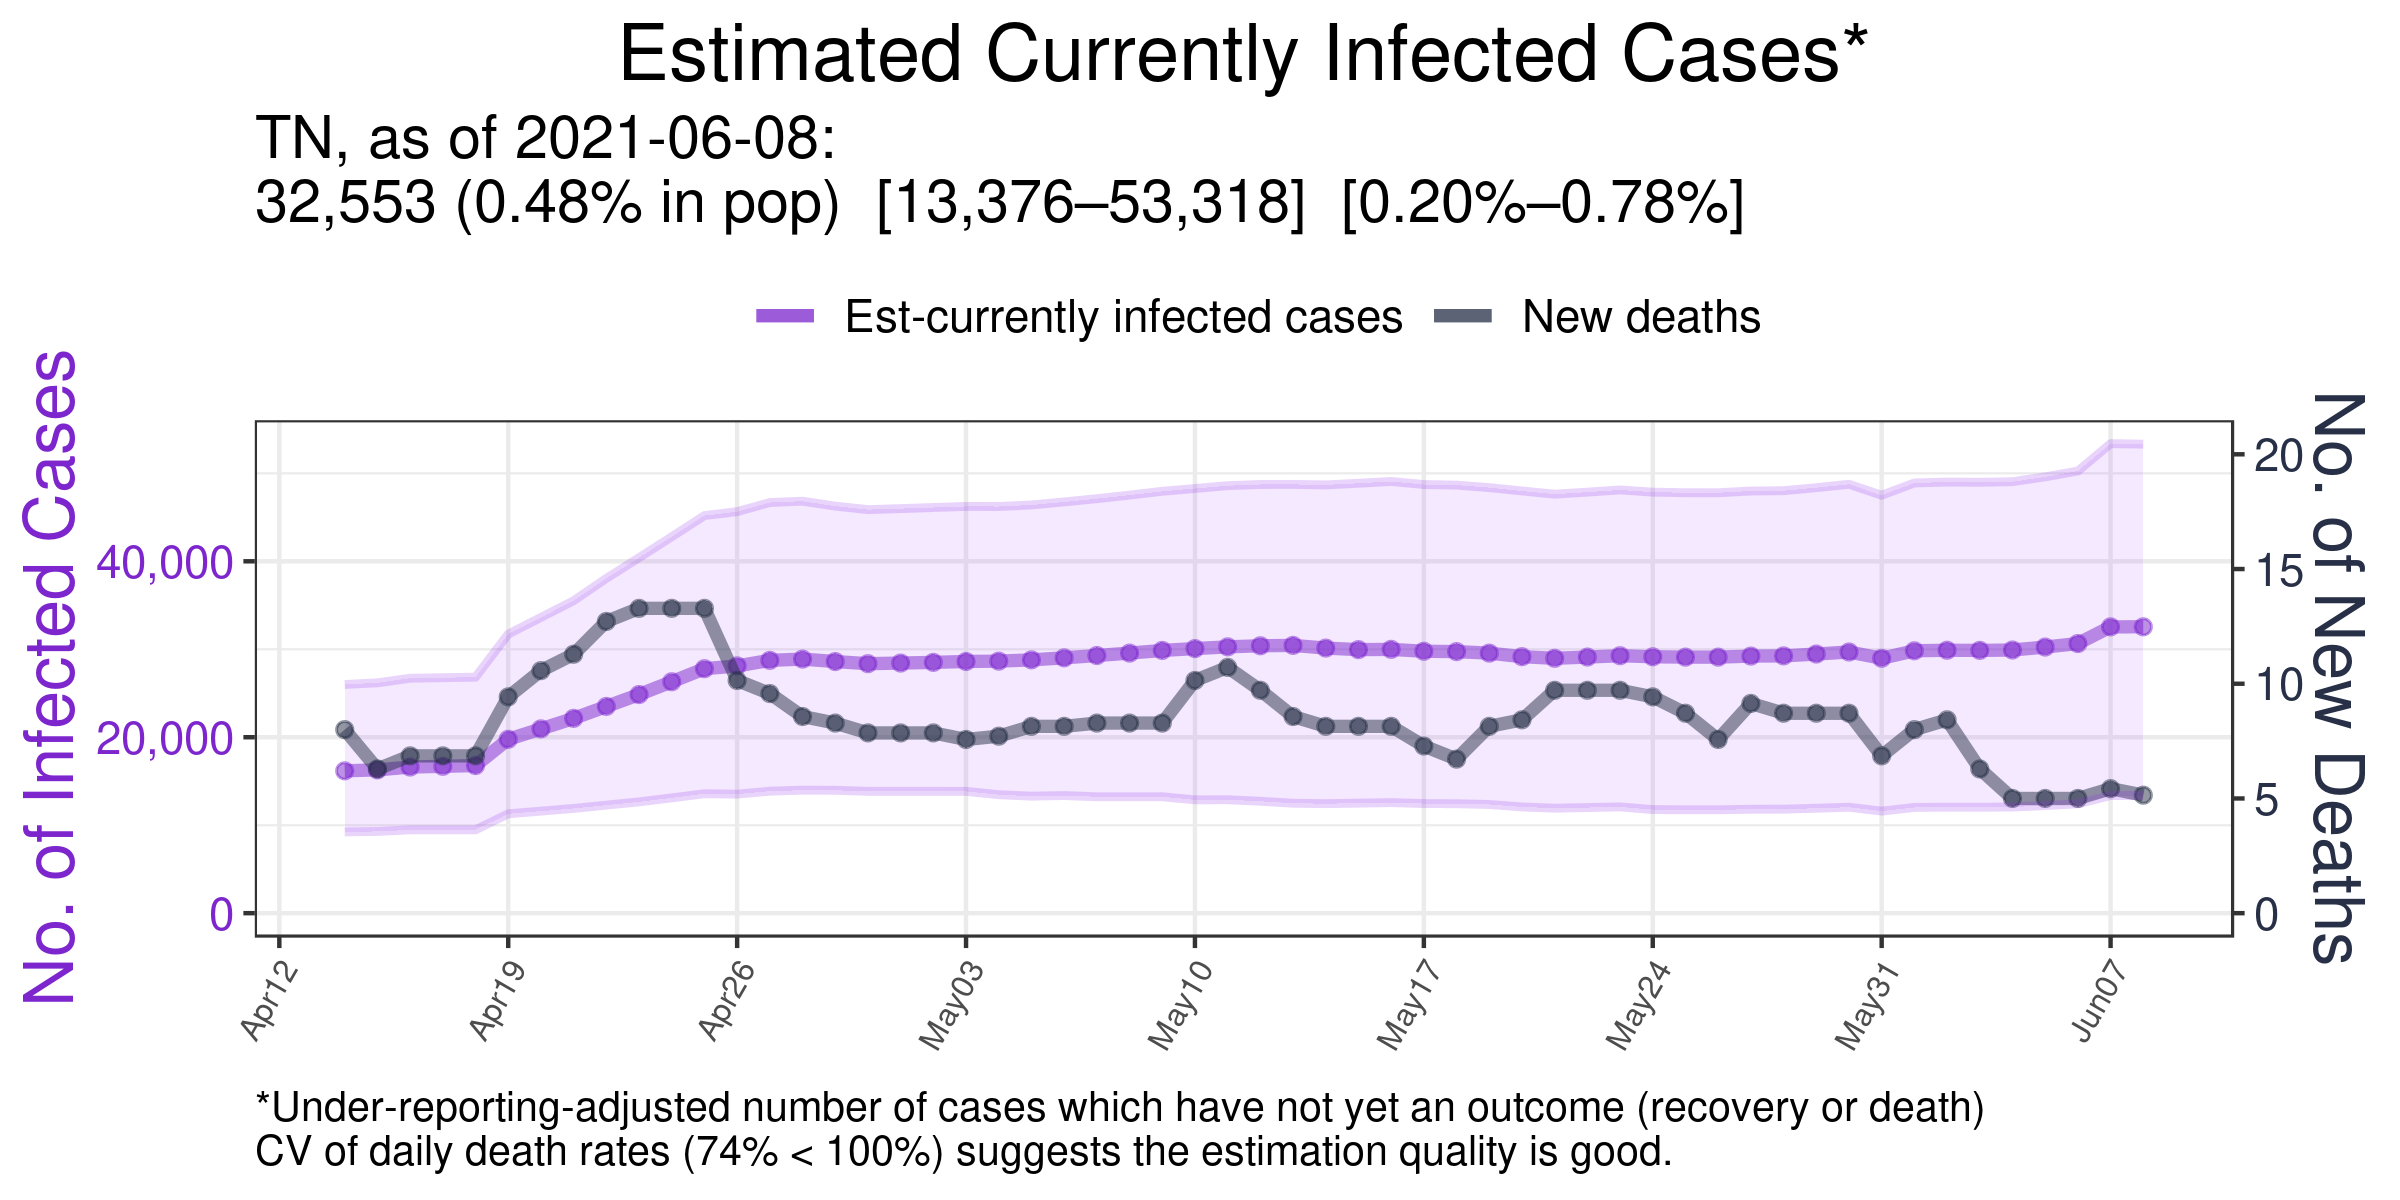 Estimated Currently Infected Cases*
TN, as of 2021-06-08:
32,553 (0.48% in pop)  [13,376–53,318]  [0.20%–0.78%]
Est-currently infected cases
New deaths
No. of Infected Cases
40,000
20,000
0
20
15
10
5
0
No. of New Deaths
Apr12
Apr19
Apr26
May03
May10
May17
May24
May31
Jun07
*Under-reporting-adjusted number of cases which have not yet an outcome (recovery or death)
CV of daily death rates (74% < 100%) suggests the estimation quality is good.